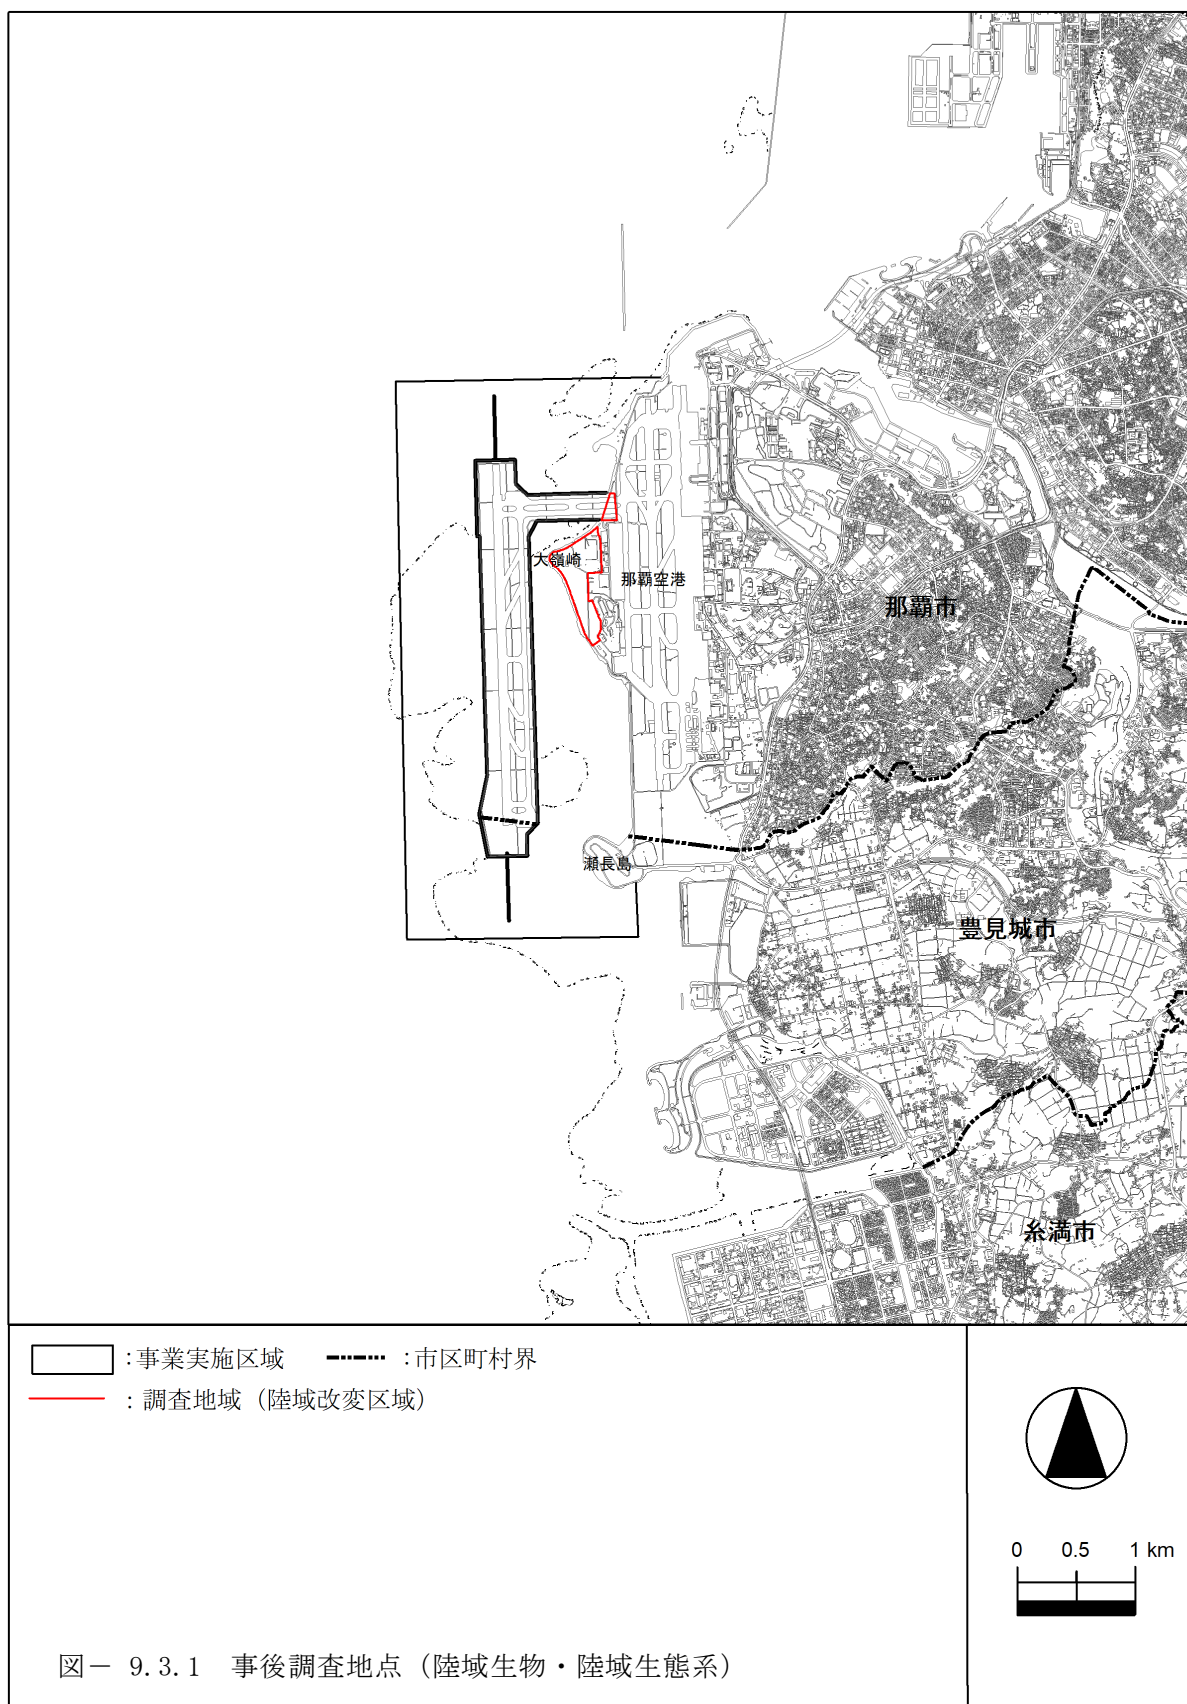 大嶺崎
那覇空港
那覇市
瀬長島
豊見城市
糸満市
：事業実施区域
：市区町村界
：調査地域（陸域改変区域）
0 0.5 1 km
図－ 9.3.1 事後調査地点（陸域生物・陸域生態系）